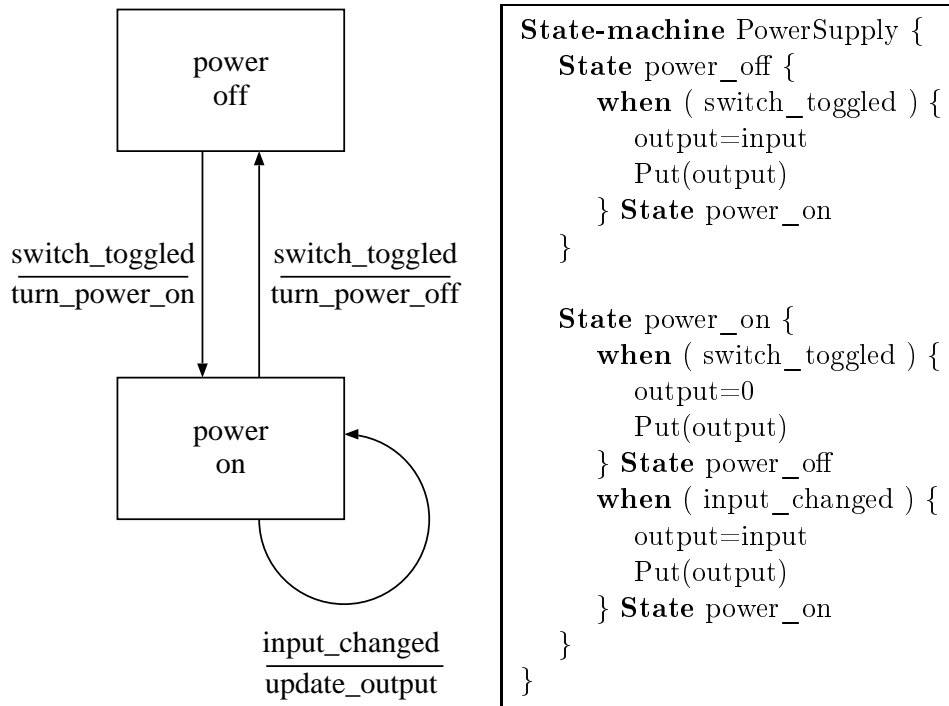 power
off
switch_toggled
turn_power_on
switch_toggled
turn_power_off
power
on
input_changed
update_output
State-machine PowerSupply {
State power_off {
when ( switch_toggled ) {
output=input
Put(output)
} State power_on
}
State power_on {
when ( switch_toggled ) {
output=0
Put(output)
} State power_off
when ( input_changed ) {
output=input
Put(output)
} State power_on
}
}